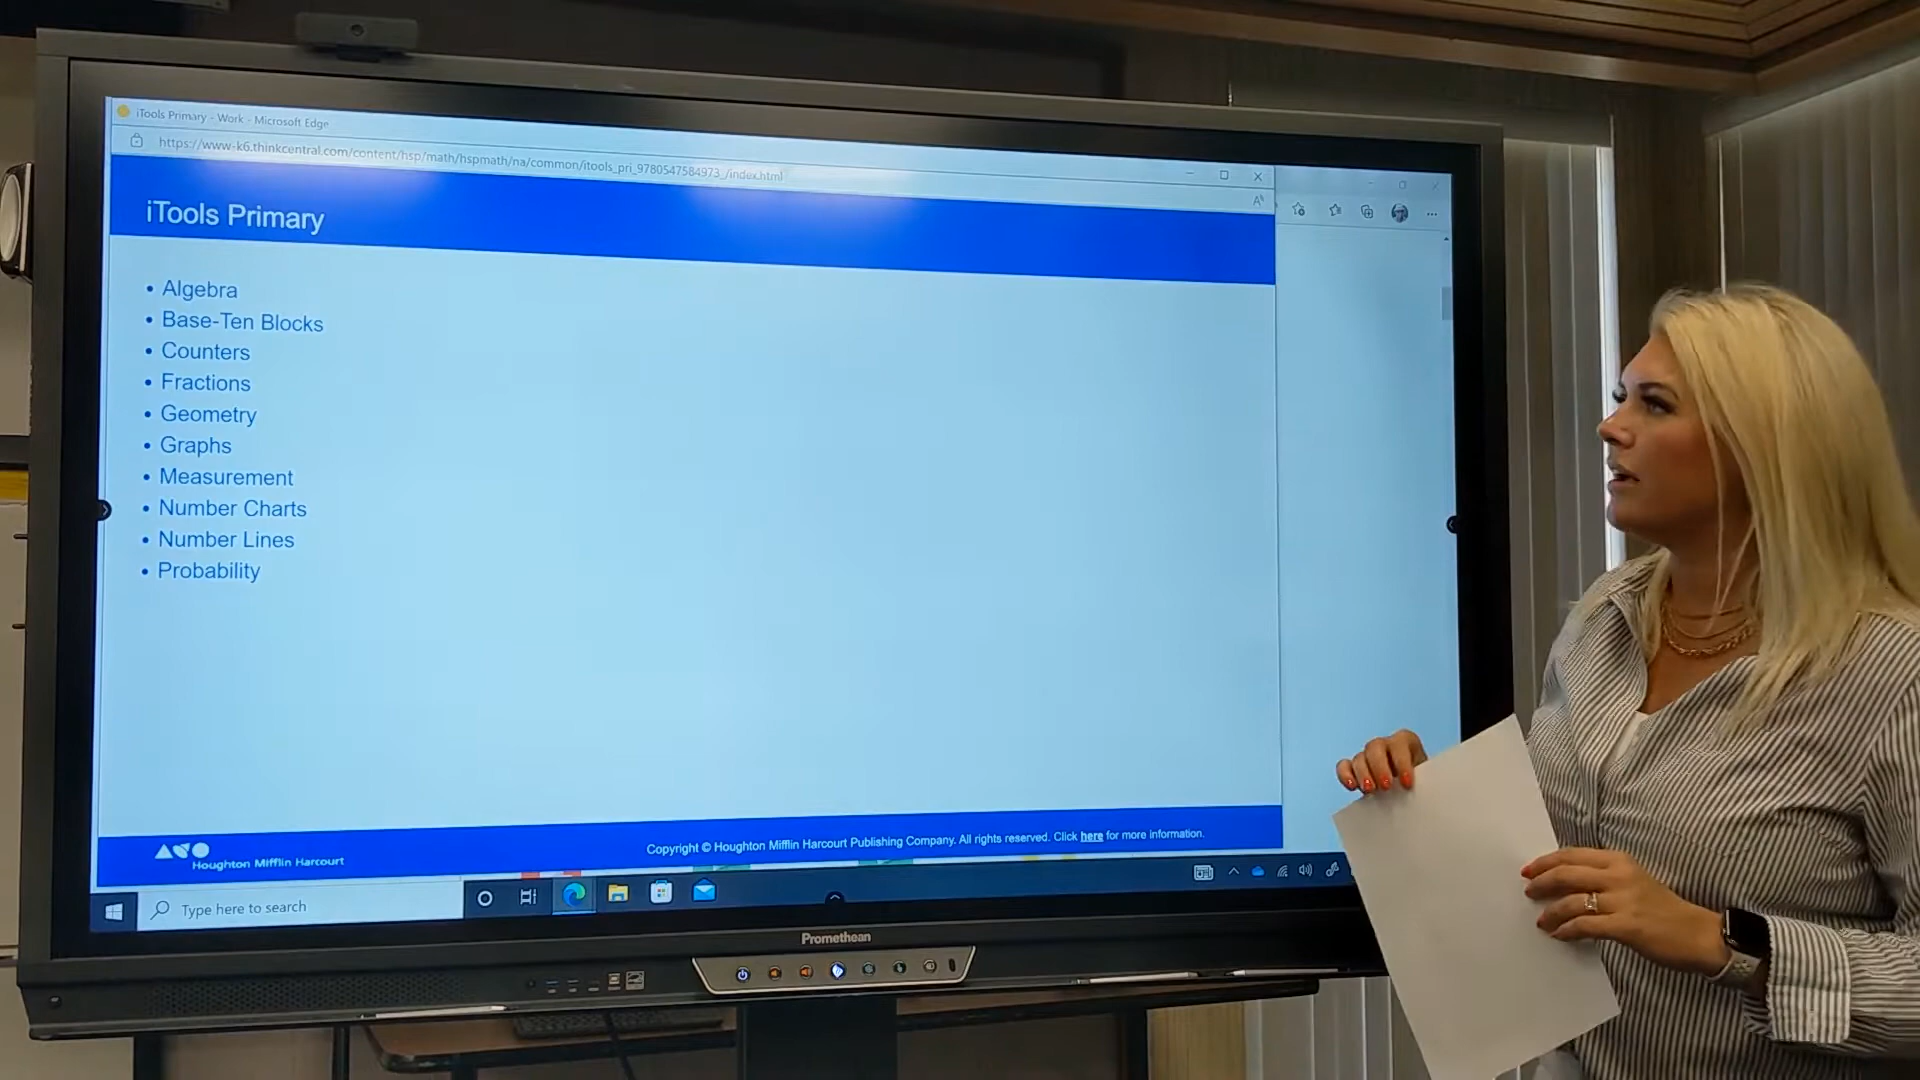 iTools Primary - Work - Microsoft Edge
https://www-k6.thinkcentral.com/content/hsp/math/hspmath/na/common/itools_pri_9780547584973_/index.html
iTools Primary
• Algebra
• Base-Ten Blocks
• Counters
• Fractions
• Geometry
• Graphs
• Measurement
• Number Charts
• Number Lines
• Probability
Houghton Mifflin Harcourt
Copyright © Houghton Mifflin Harcourt Publishing Company. All rights reserved. Click here for more information.
Type here to search
Promethean